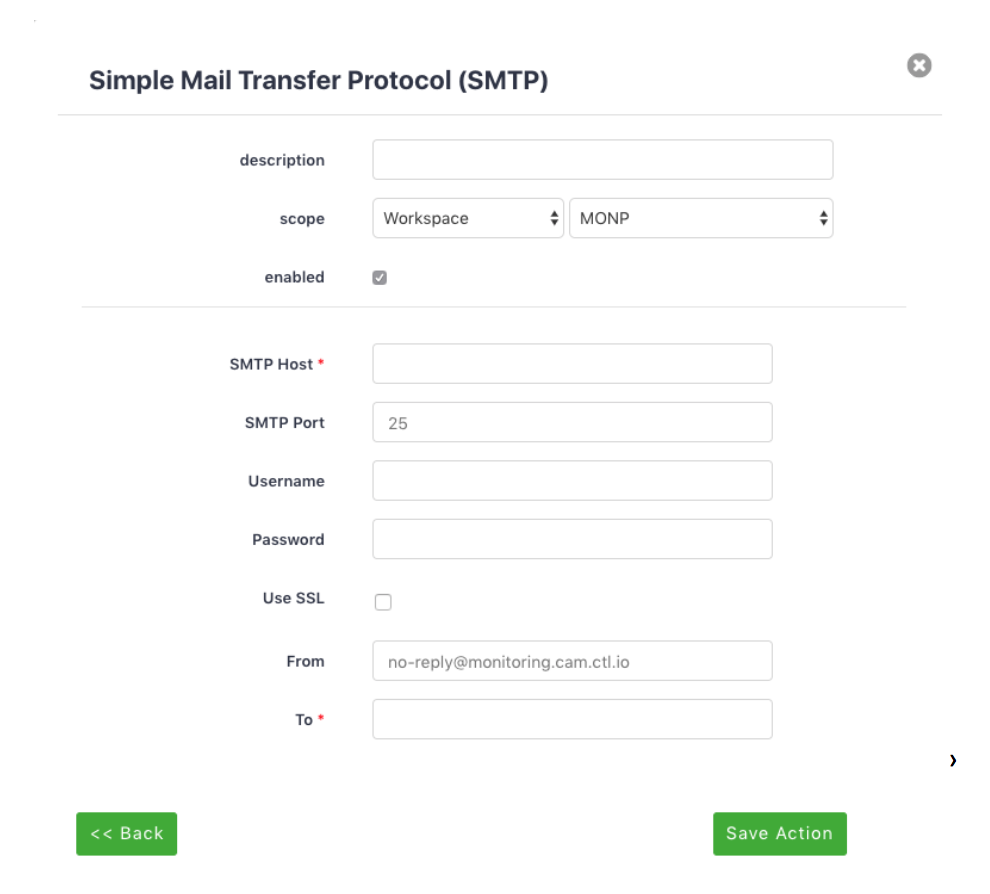 Simple Mail Transfer Protocol (SMTP)
description
scope Workspace MONP
enabled
SMTP Host *
SMTP Port 25
Username
Password
Use SSL
From no-reply@monitoring.cam.ctl.io
To *
<< Back Save Action